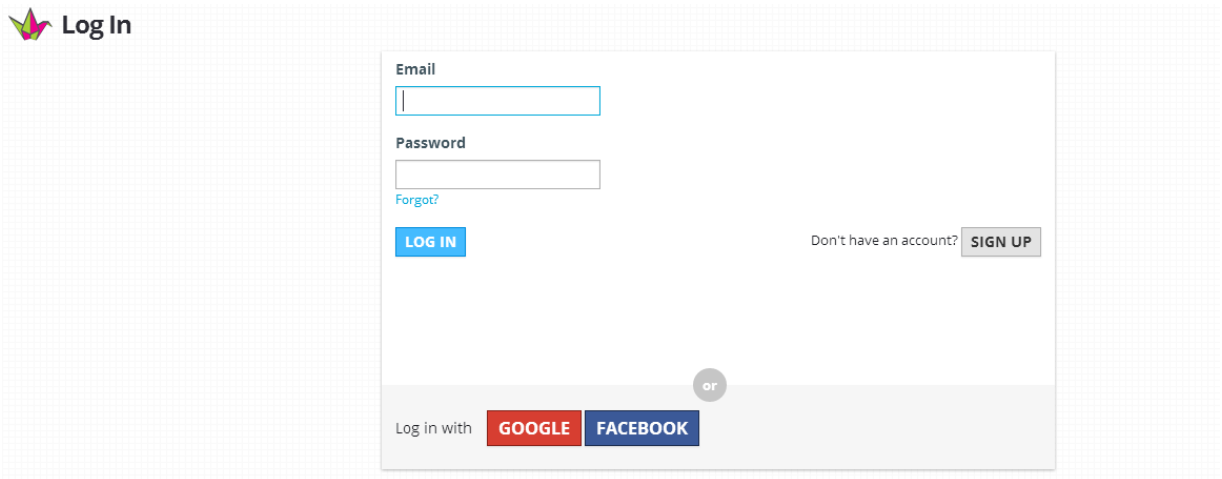 Log In
Email
Password
Forgot?
LOG IN
Don't have an account? SIGN UP
or
Log in with GOOGLE FACEBOOK